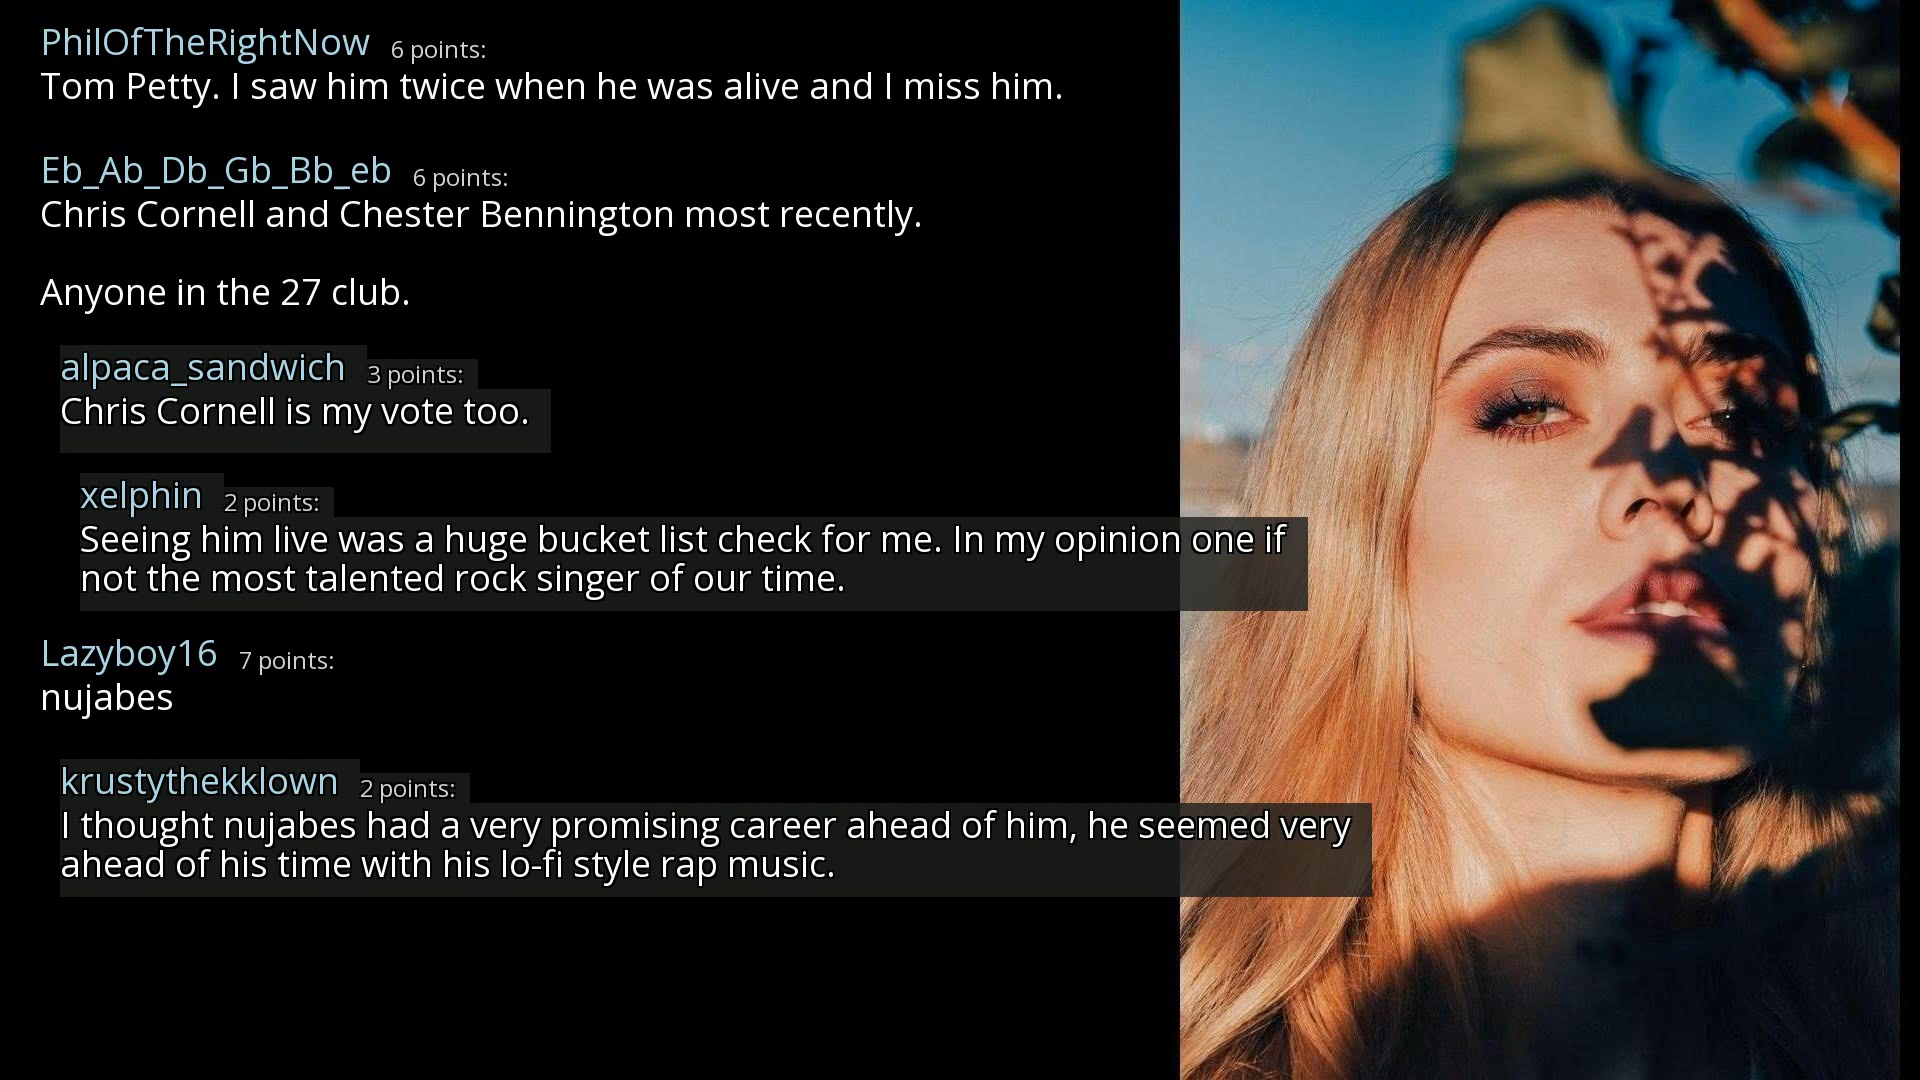 PhilOfTheRightNow 6 points:
Tom Petty. I saw him twice when he was alive and I miss him.
Eb_Ab_Db_Gb_Bb_eb 6 points:
Chris Cornell and Chester Bennington most recently.
Anyone in the 27 club.
alpaca_sandwich 3 points:
Chris Cornell is my vote too.
xelphin 2 points:
Seeing him live was a huge bucket list check for me. In my opinion one if
not the most talented rock singer of our time.
Lazyboy16 7 points:
nujabes
krustythekklown 2 points:
I thought nujabes had a very promising career ahead of him, he seemed very
ahead of his time with his lo-fi style rap music.